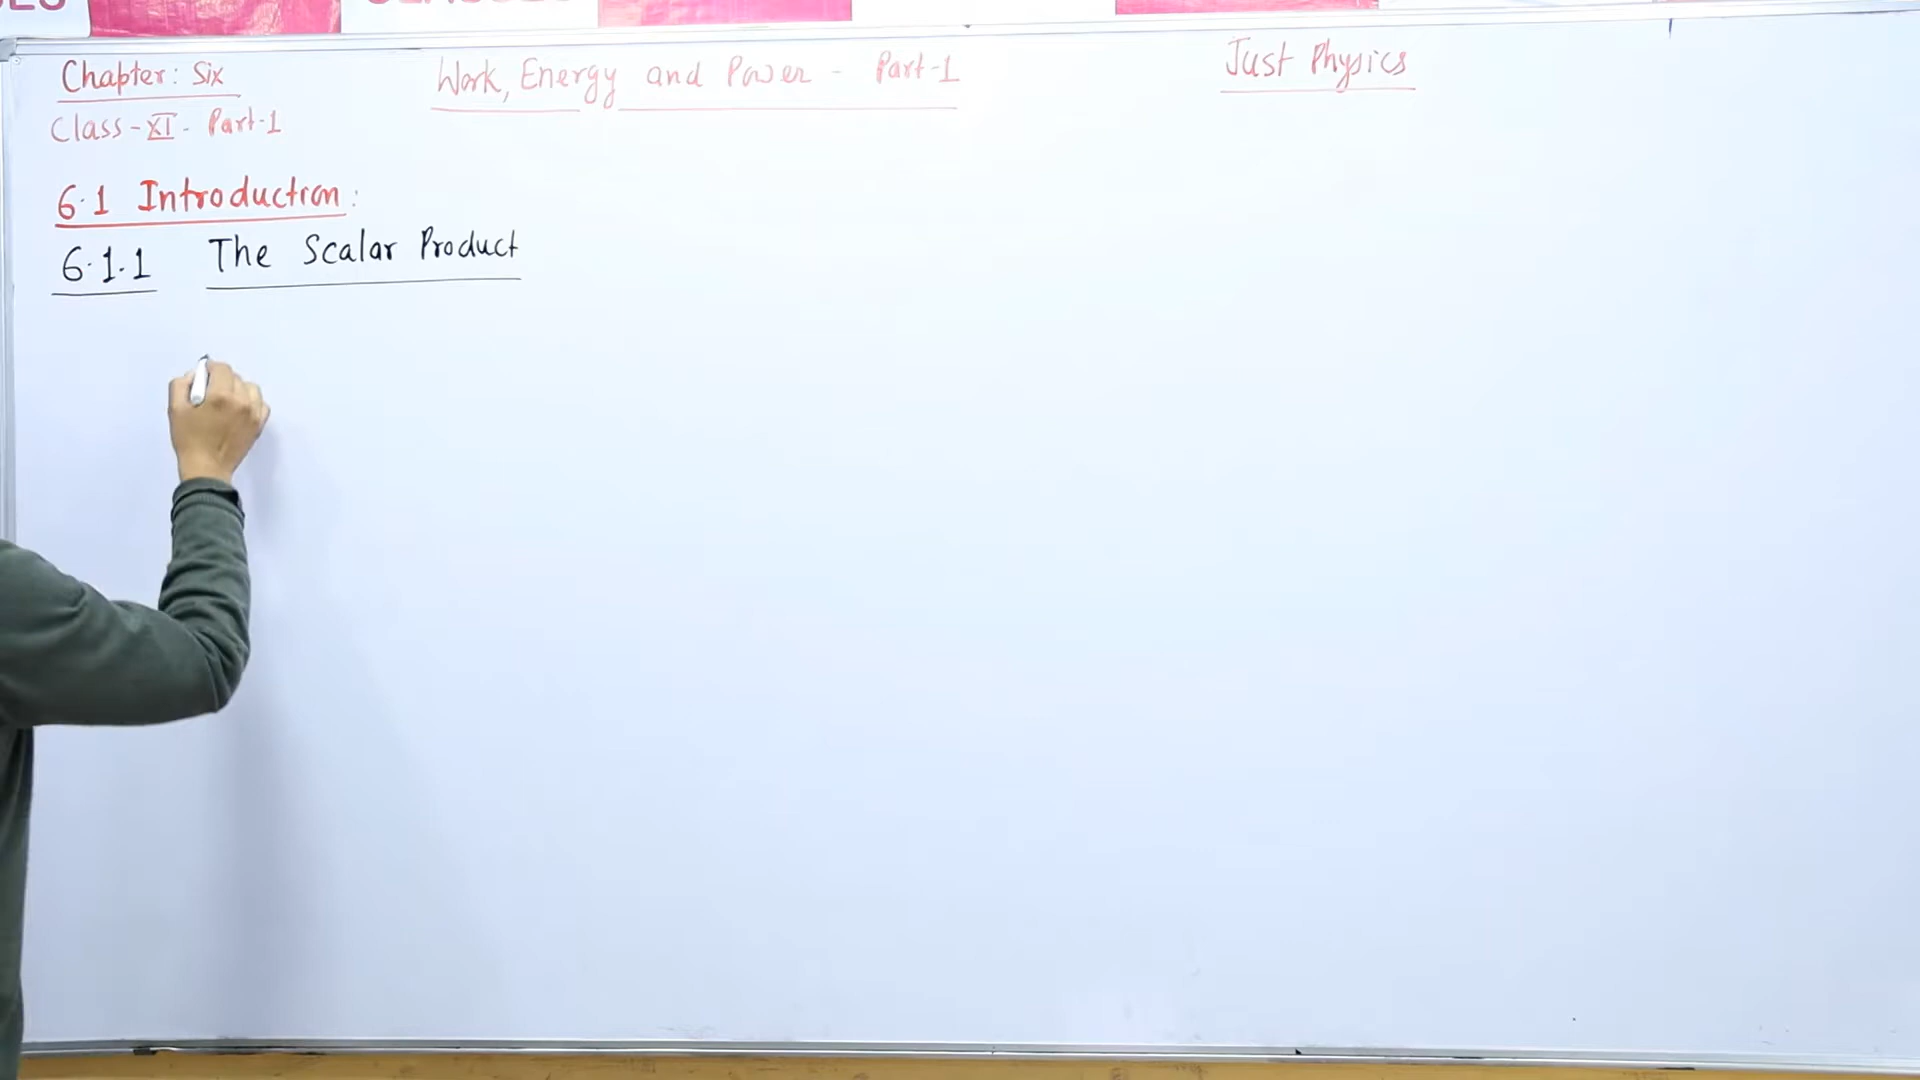 Chapter: Six
Work, Energy and Power - Part-1
Just Physics
Class-XI- Part-1
6.1 Introduction:
6.1.1 The Scalar Product